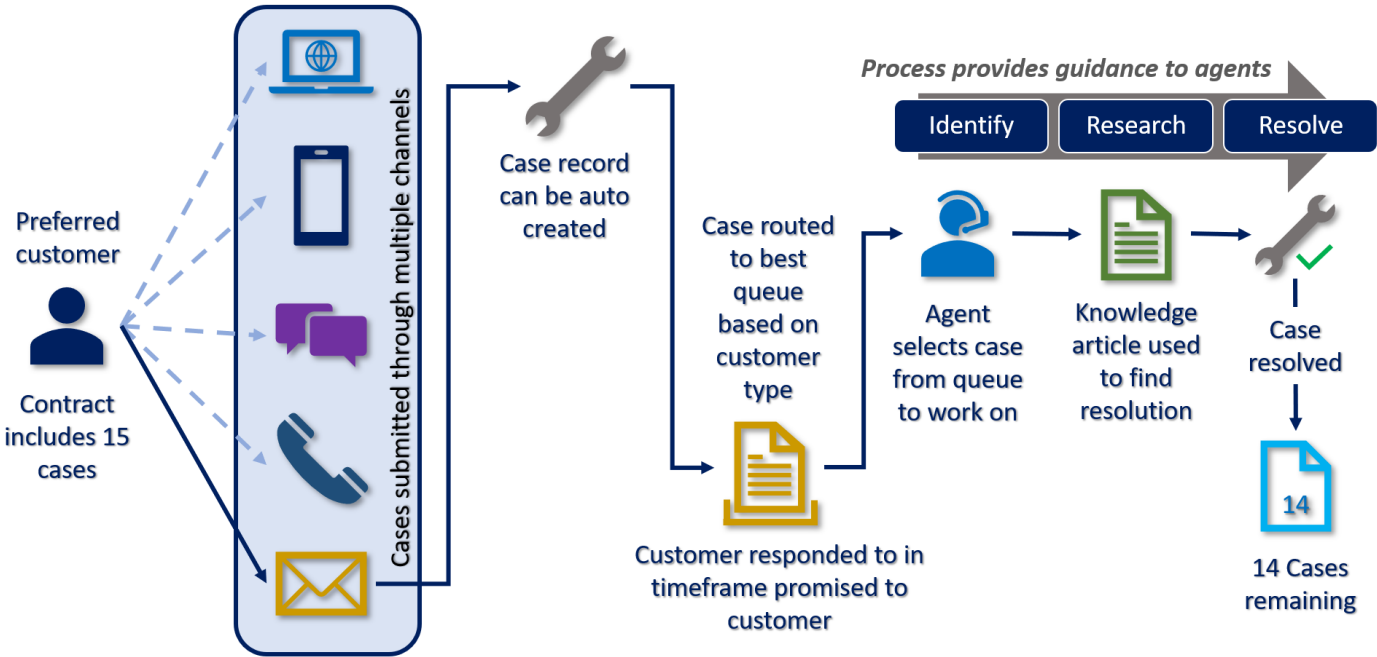 Preferred
customer
Contract
includes 15
cases
Cases submitted through multiple channels
Case record
can be auto
created
Case routed
to best
queue
based on
customer
type
Customer responded to in
timeframe promised to
customer
Process provides guidance to agents
Identify
Research
Resolve
Agent
selects case
from queue
to work on
Knowledge
article used
to find
resolution
Case
resolved
14
14 Cases
remaining